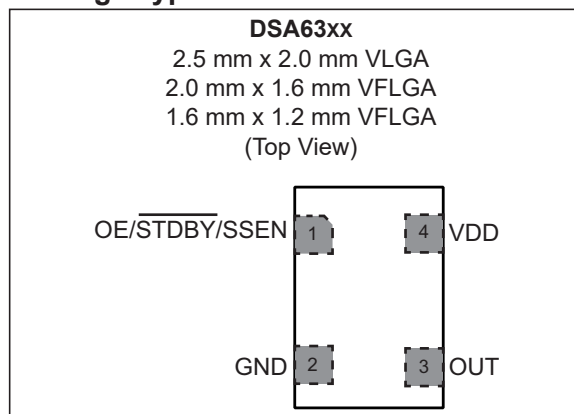 DSA63xx
2.5 mm x 2.0 mm VLGA
2.0 mm x 1.6 mm VFLGA
1.6 mm x 1.2 mm VFLGA
(Top View)
OE/STDBY/SSEN 1 4 VDD
GND 2 3 OUT